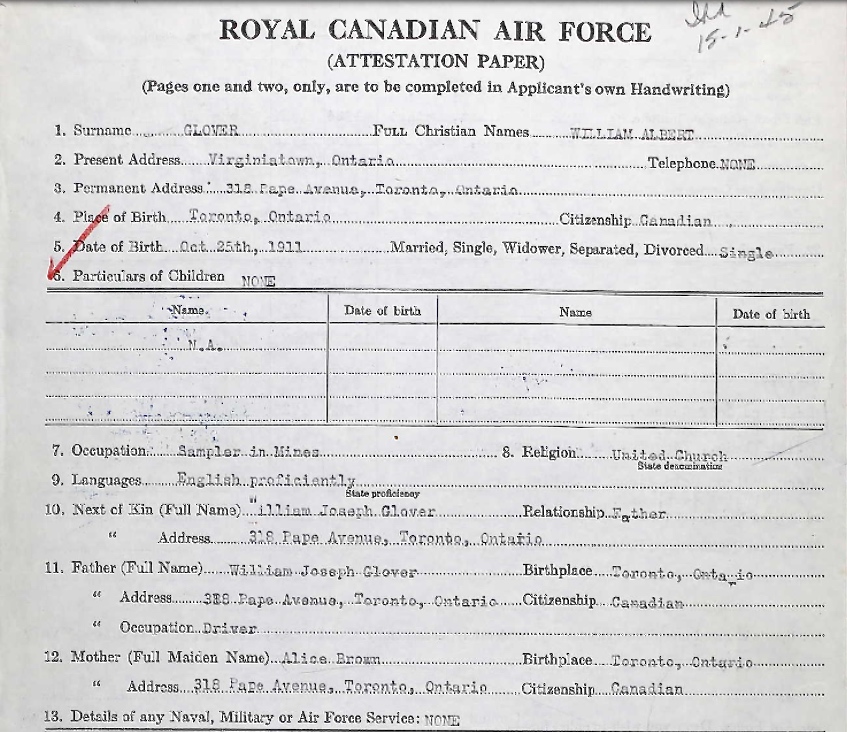 15-1-45
ROYAL CANADIAN AIR FORCE
(ATTESTATION PAPER)
(Pages one and two, only, are to be completed in Applicant's own Handwriting)
1. Surname GLOVER FULL Christian Names WILLIAM ALBERT
2. Present Address Virginiatown, Ontario Telephone NONE
3. Permanent Address 318 Pape Avenue, Toronto, Ontario
4. Place of Birth Toronto, Ontario Citizenship Canadian
5. Date of Birth Oct 25th, 1911 Married, Single, Widower, Separated, Divorced Single
6. Particulars of Children NONE
Name. Date of birth Name Date of birth
N.A.
7. Occupation Sampler in Mines 8. Religion United Church
State denomination
9. Languages English proficiently
State proficiency
10. Next of Kin (Full Name) William Joseph Glover Relationship Father
" Address 318 Pape Avenue, Toronto, Ontario
11. Father (Full Name) William Joseph Glover Birthplace Toronto, Ontario
" Address 318 Pape Avenue, Toronto, Ontario Citizenship Canadian
" Occupation Driver
12. Mother (Full Maiden Name) Alice Brown Birthplace Toronto, Ontario
" Address 318 Pape Avenue, Toronto, Ontario Citizenship Canadian
13. Details of any Naval, Military or Air Force Service: NONE